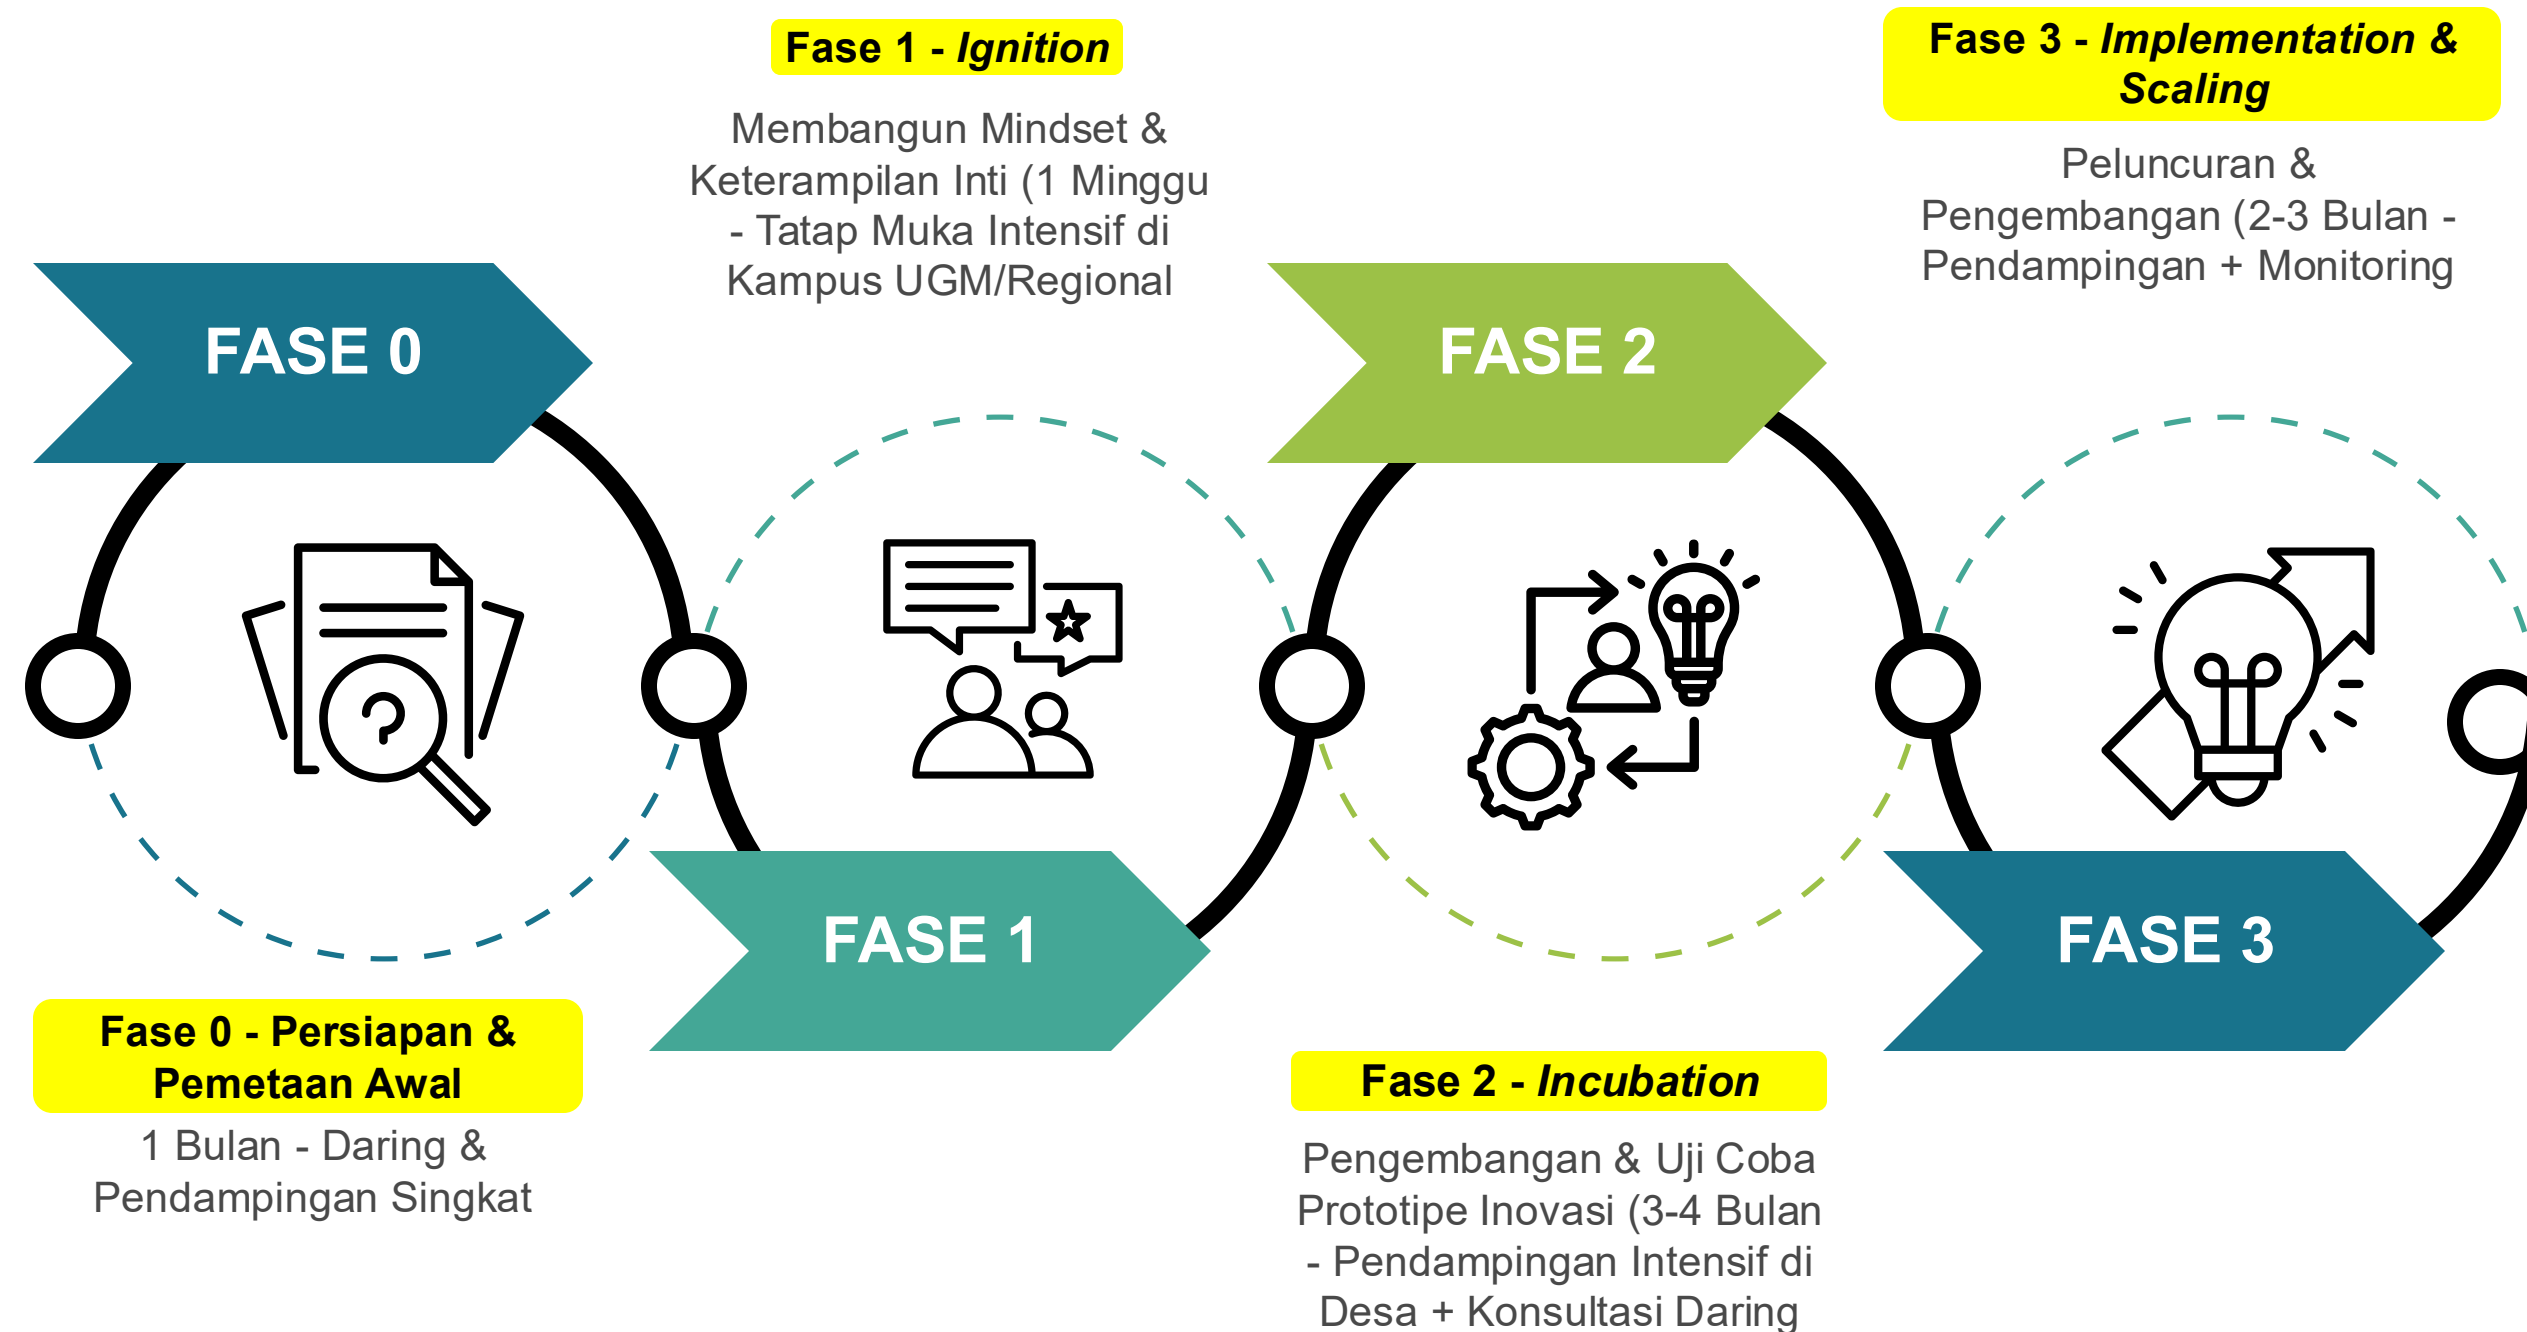 Fase 1 - Ignition
Membangun Mindset &
Keterampilan Inti (1 Minggu
- Tatap Muka Intensif di
Kampus UGM/Regional
Fase 3 - Implementation &
Scaling
Peluncuran &
Pengembangan (2-3 Bulan -
Pendampingan + Monitoring
FASE 0
FASE 2
FASE 1
FASE 3
Fase 0 - Persiapan &
Pemetaan Awal
1 Bulan - Daring &
Pendampingan Singkat
Fase 2 - Incubation
Pengembangan & Uji Coba
Prototipe Inovasi (3-4 Bulan
- Pendampingan Intensif di
Desa + Konsultasi Daring